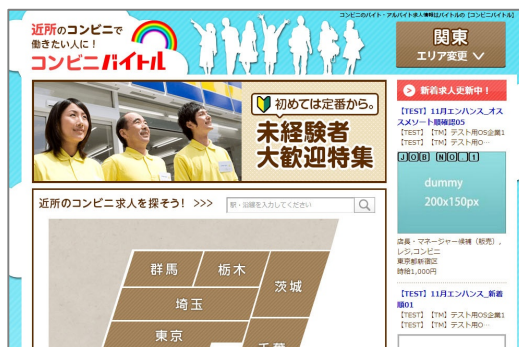 コンビニのバイト・アルバイト求人情報はバイトルの【コンビニバイトル】
近所のコンビニで
働きたい人に！
コンビニバイトル
関東
エリア変更
初めては定番から。
未経験者
大歓迎特集
近所のコンビニ求人を探そう！ >>>
駅・沿線を入力してください
群馬
栃木
茨城
埼玉
東京
千葉
新着求人更新中！
【TEST】11月エンハンス_オス
スメソート順確認05
【TEST】【TM】テスト用OS企業1
【TEST】【TM】テスト用O…
JOB NO.1
dummy
200x150px
店長・マネージャー候補（販売）,
レジ,コンビニ
東京都新宿区
時給1,000円
【TEST】11月エンハンス_新着
順01
【TEST】【TM】テスト用OS企業1
【TEST】【TM】テスト用O…